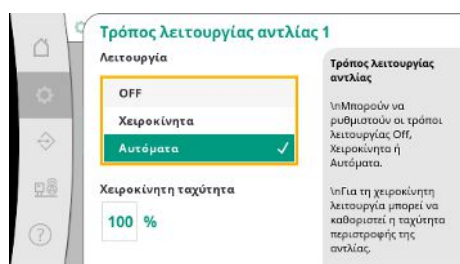 Τρόπος λειτουργίας αντλίας 1
Λειτουργία
OFF
Χειροκίνητα
Αυτόματα
Χειροκίνητη ταχύτητα
100 %
Τρόπος λειτουργίας
αντλίας
\nΜπορούν να
ρυθμιστούν οι τρόποι
λειτουργίας Off,
Χειροκίνητα ή
Αυτόματα.
\nΓια τη χειροκίνητη
λειτουργία μπορεί να
καθοριστεί η ταχύτητα
περιστροφής της
αντλίας.